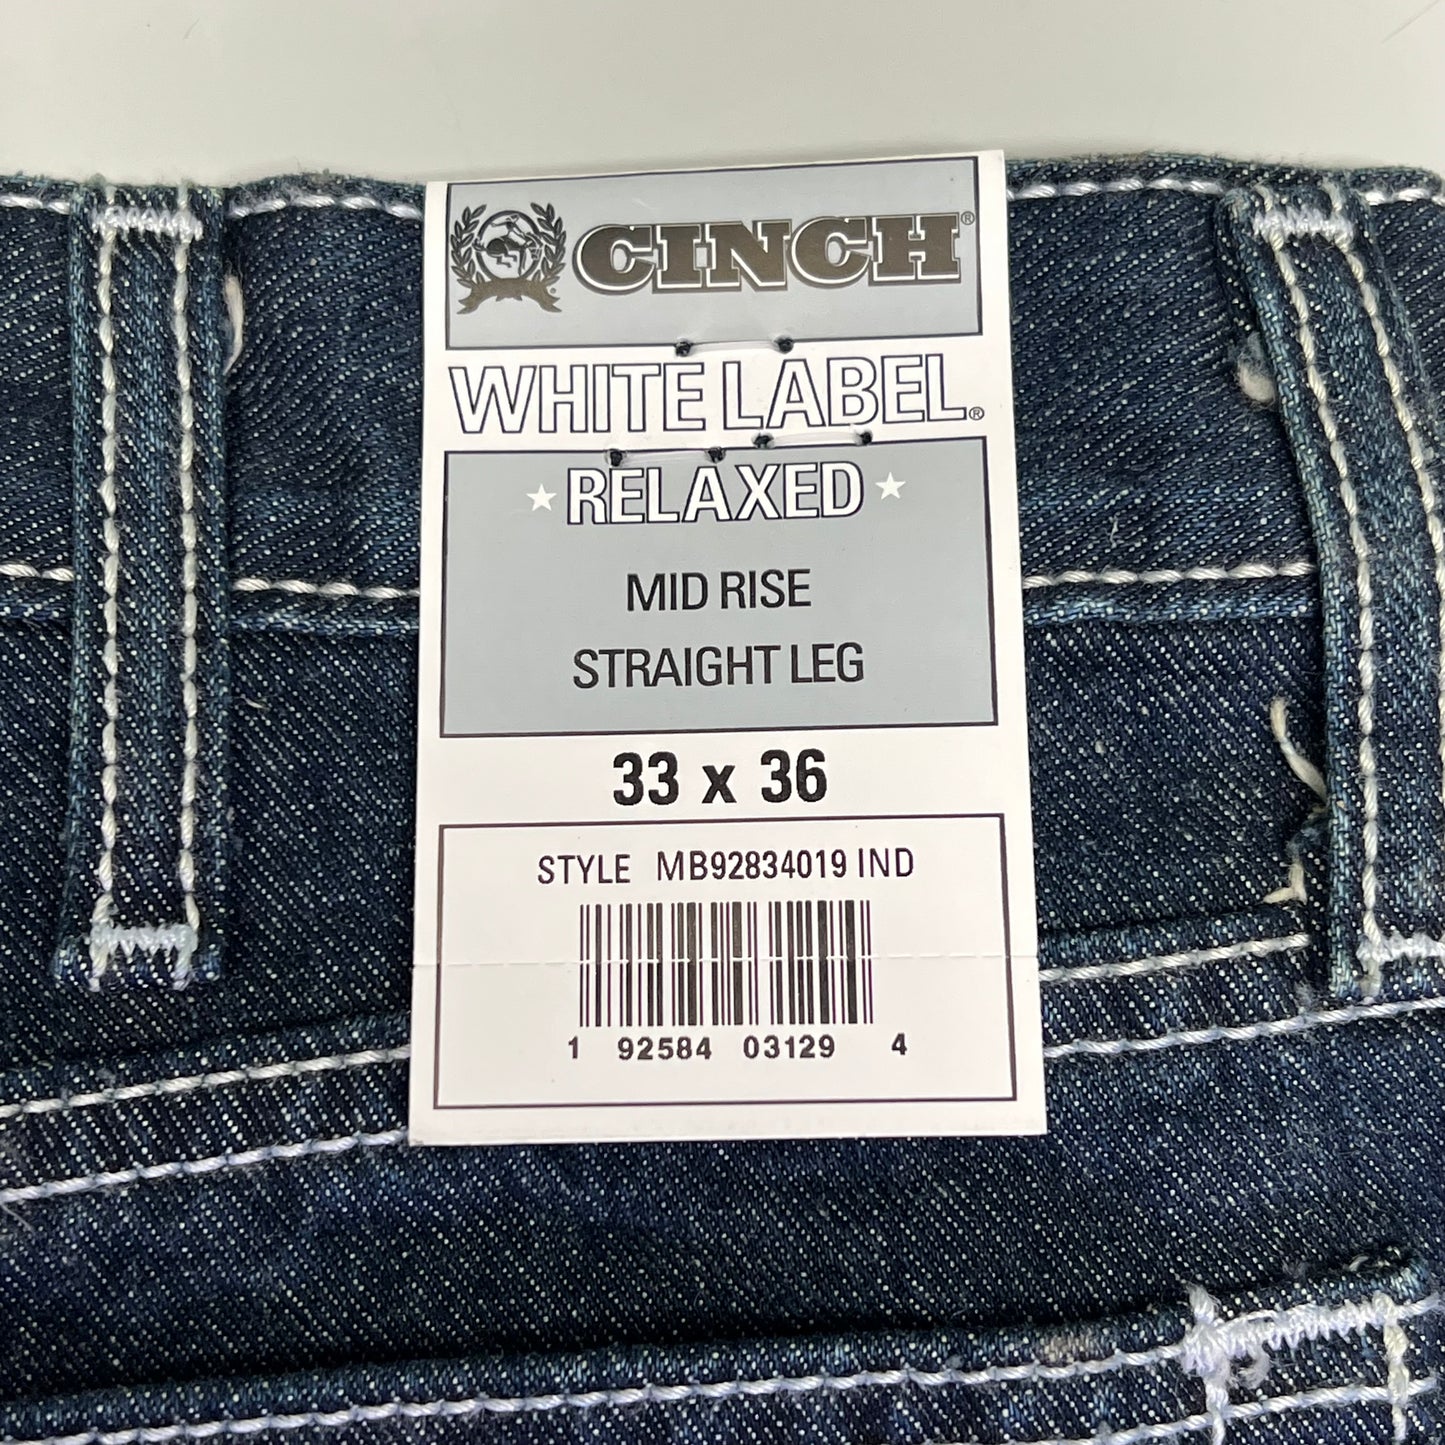 CINCH®
WHITE LABEL®
RELAXED
MID RISE
STRAIGHT LEG
33 x 36
STYLE MB92834019 IND
1 92584 03129 4